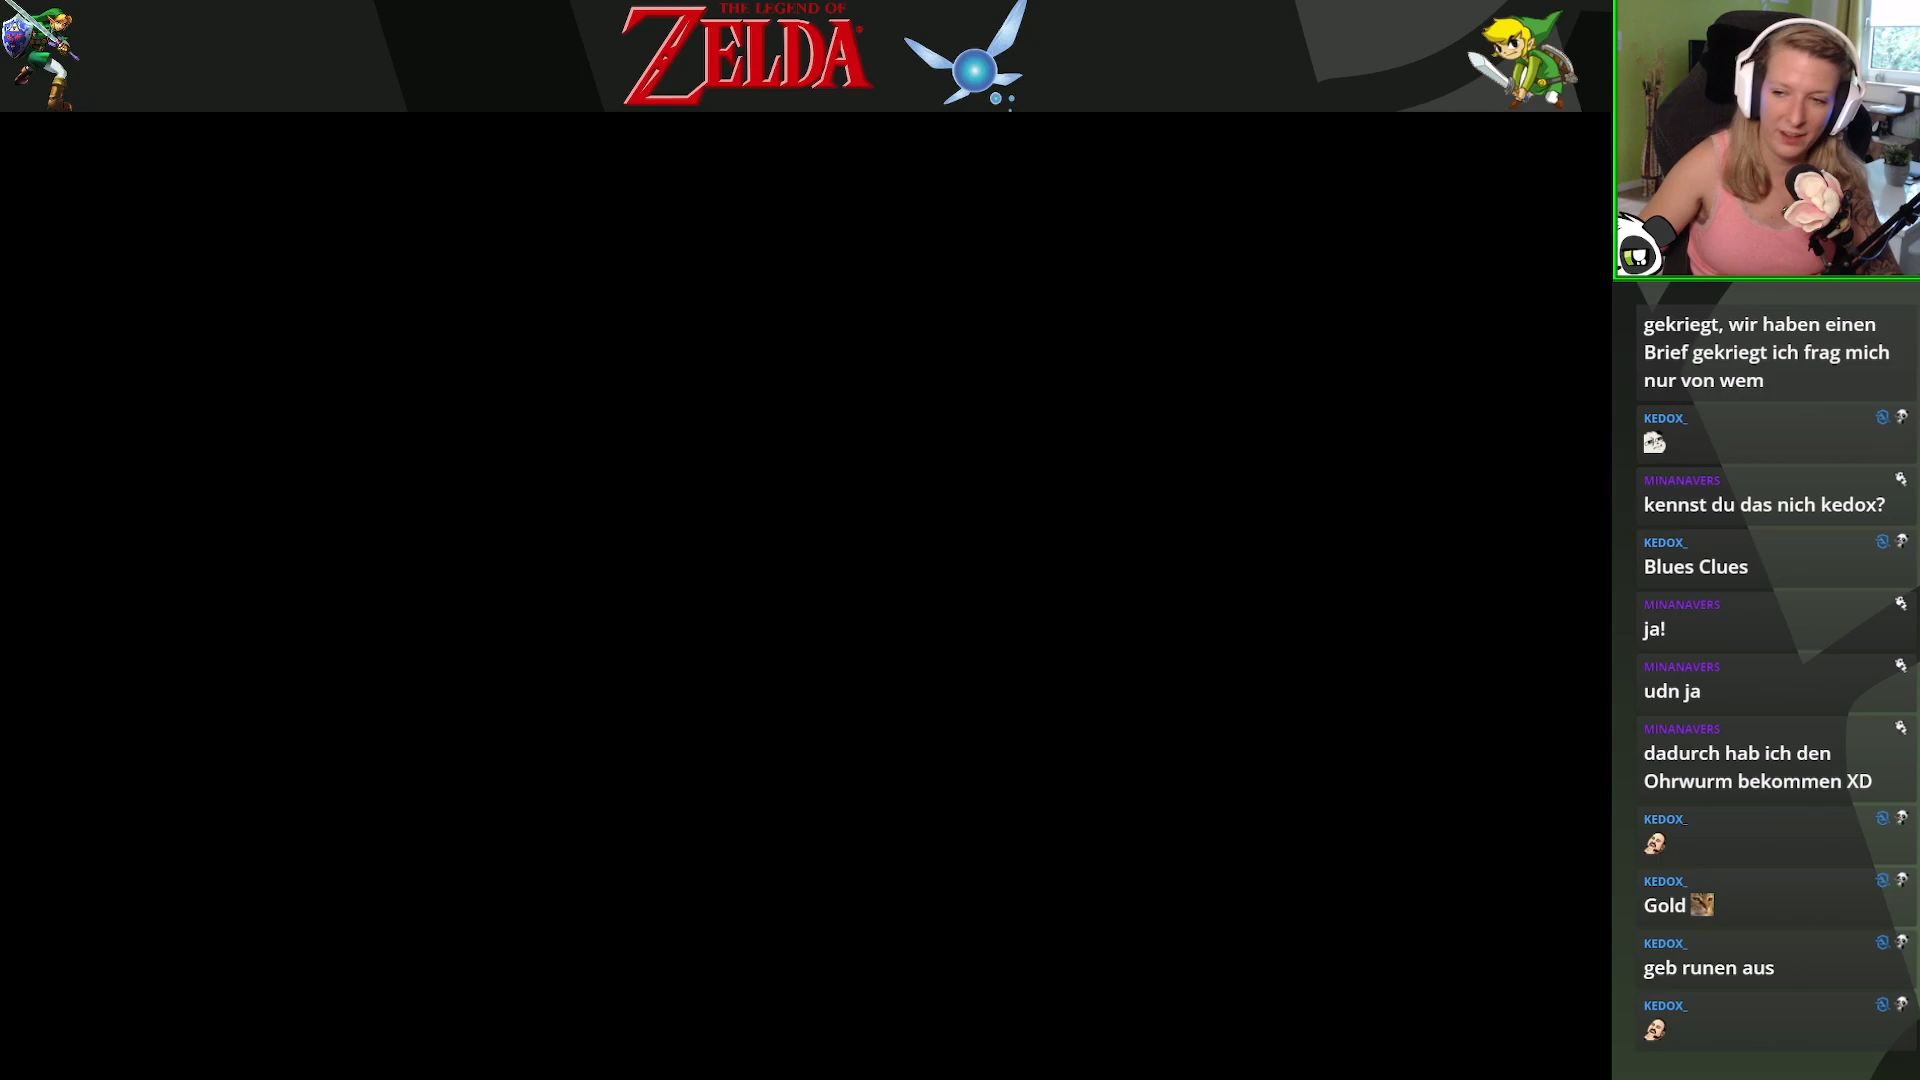 THE LEGEND OF
ZELDA
gekriegt, wir haben einen
Brief gekriegt ich frag mich
nur von wem
KEDOX_
MINANAVERS
kennst du das nich kedox?
KEDOX_
Blues Clues
MINANAVERS
ja!
MINANAVERS
udn ja
MINANAVERS
dadurch hab ich den
Ohrwurm bekommen XD
KEDOX_
KEDOX_
Gold
KEDOX_
geb runen aus
KEDOX_